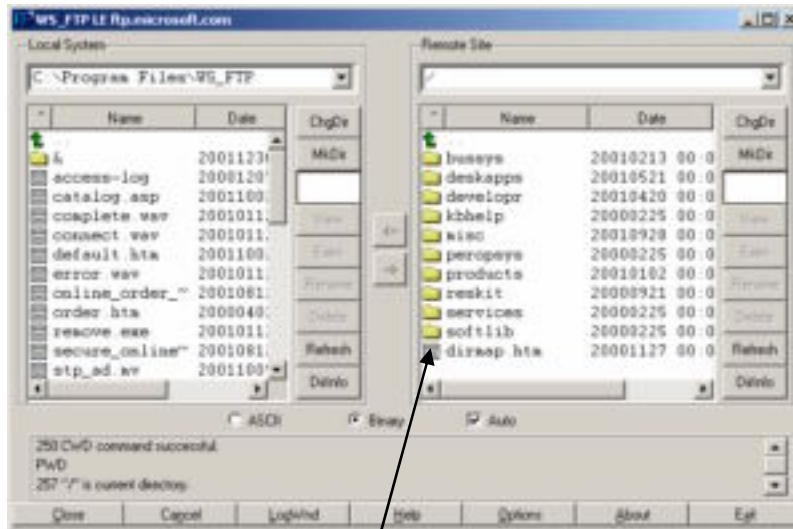 WS_FTP LE ftp.microsoft.com
Local System
C:\Program Files\WS_FTP
^ Name Date
..
&
access-log
catalog.asp
complete.wav
connect.wav
default.htm
error.wav
online_order_~
order.htm
remove.exe
secure_online~
ChgDir
MkDir
View
Exec
Rename
Delete
Refresh
DirInfo
<-
->
Remote Site
/
^ Name Date
..
bussys 20010213 00:0
deskapps 20010521 00:0
developr 20010420 00:0
kbhelp 20000225 00:0
misc 20010928 00:0
peropsys 20000225 00:0
products 20010102 00:0
reskit 20000921 00:0
services 20000225 00:0
softlib 20000225 00:0
dirmap.htm 20001127 00:0
ChgDir
MkDir
View
Exec
Rename
Delete
Refresh
DirInfo
ASCII Binary Auto
250 CWD command successful.
PWD
257 "/" is current directory.
Close Cancel LogWnd Help Options About Exit